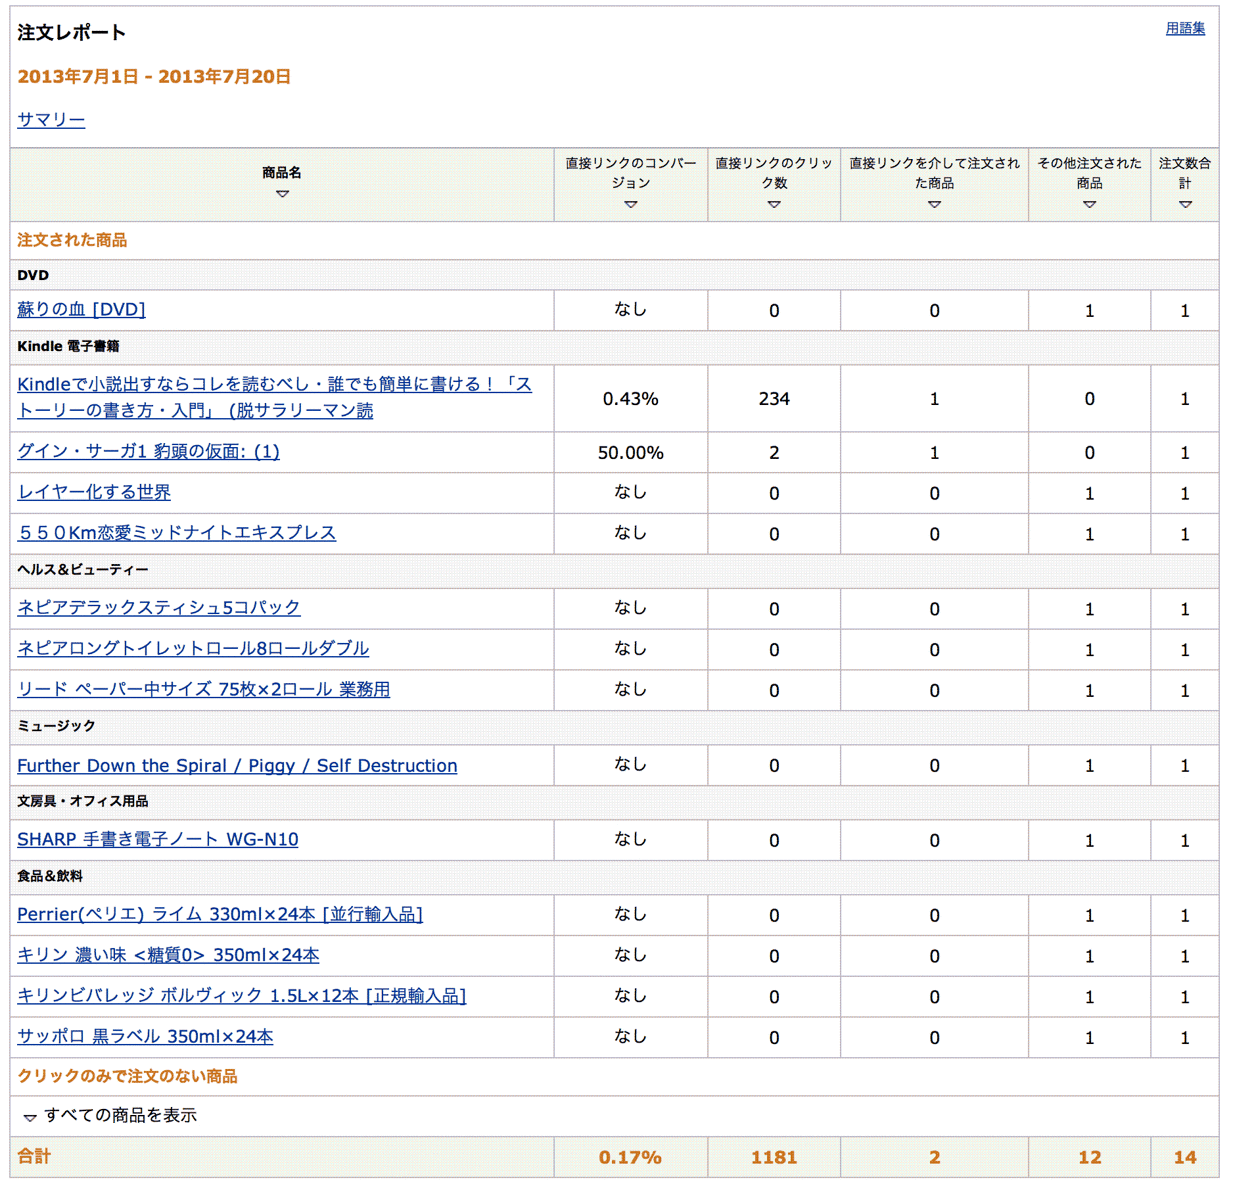 注文レポート
用語集
2013年7月1日 - 2013年7月20日
サマリー
商品名 直接リンクのコンバージョン 直接リンクのクリック数 直接リンクを介して注文された商品 その他注文された商品 注文数合計
注文された商品
DVD
蘇りの血 [DVD] なし 0 0 1 1
Kindle 電子書籍
Kindleで小説出すならコレを読むべし・誰でも簡単に書ける！「ス
トーリーの書き方・入門」 (脱サラリーマン読 0.43% 234 1 0 1
グイン・サーガ1 豹頭の仮面: (1) 50.00% 2 1 0 1
レイヤー化する世界 なし 0 0 1 1
５５０Km恋愛ミッドナイトエキスプレス なし 0 0 1 1
ヘルス＆ビューティー
ネピアデラックスティシュ5コパック なし 0 0 1 1
ネピアロングトイレットロール8ロールダブル なし 0 0 1 1
リード ペーパー中サイズ 75枚×2ロール 業務用 なし 0 0 1 1
ミュージック
Further Down the Spiral / Piggy / Self Destruction なし 0 0 1 1
文房具・オフィス用品
SHARP 手書き電子ノート WG-N10 なし 0 0 1 1
食品＆飲料
Perrier(ペリエ) ライム 330ml×24本 [並行輸入品] なし 0 0 1 1
キリン 濃い味 <糖質0> 350ml×24本 なし 0 0 1 1
キリンビバレッジ ボルヴィック 1.5L×12本 [正規輸入品] なし 0 0 1 1
サッポロ 黒ラベル 350ml×24本 なし 0 0 1 1
クリックのみで注文のない商品
すべての商品を表示
合計 0.17% 1181 2 12 14